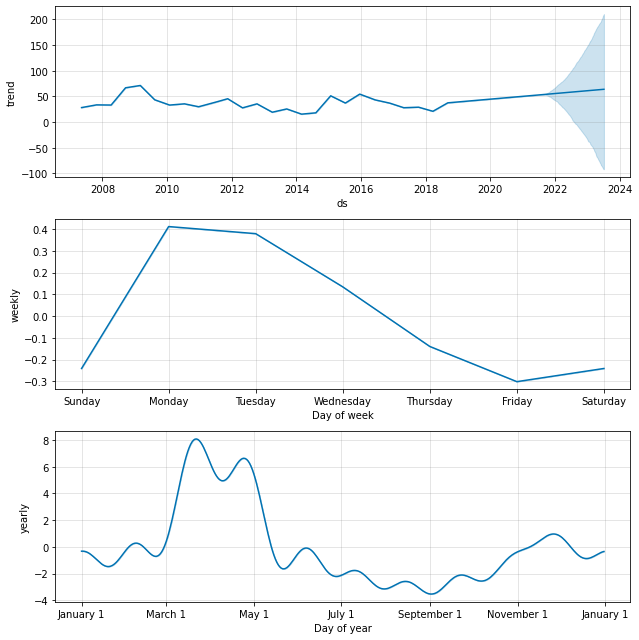 trend
200
150
100
50
0
−50
−100
2008 2010 2012 2014 2016 2018 2020 2022 2024
ds
weekly
0.4
0.3
0.2
0.1
0.0
−0.1
−0.2
−0.3
Sunday Monday Tuesday Wednesday Thursday Friday Saturday
Day of week
yearly
8
6
4
2
0
−2
−4
January 1 March 1 May 1 July 1 September 1 November 1 January 1
Day of year